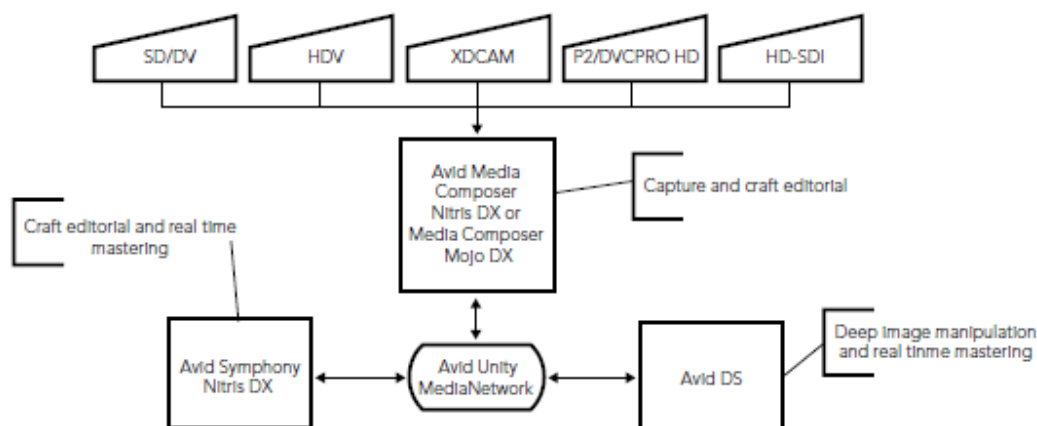 SD/DV
HDV
XDCAM
P2/DVCPRO HD
HD-SDI
Avid Media
Composer
Nitris DX or
Media Composer
Mojo DX
Capture and craft editorial
Craft editorial and real time
mastering
Avid Symphony
Nitris DX
Avid Unity
MediaNetwork
Avid DS
Deep image manipulation
and real tinme mastering